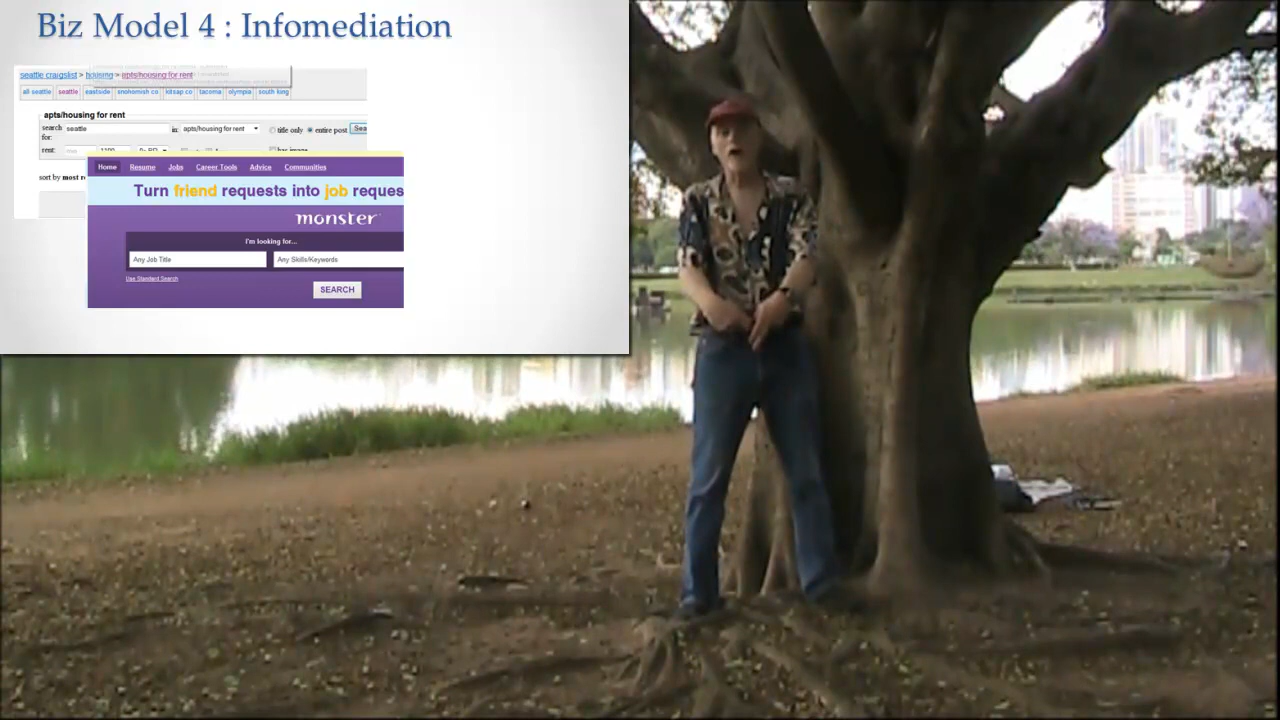 Biz Model 4 : Infomediation
seattle craigslist > housing > apts/housing for rent
all seattle seattle eastside snohomish co kitsap co tacoma olympia south king
apts/housing for rent
search for: seattle in: apts/housing for rent title only entire post Sea
rent: 1100 has image
sort by most r
Home Resume Jobs Career Tools Advice Communities
Turn friend requests into job reques
monster
I'm looking for...
Any Job Title Any Skills/Keywords
Use Standard Search
SEARCH